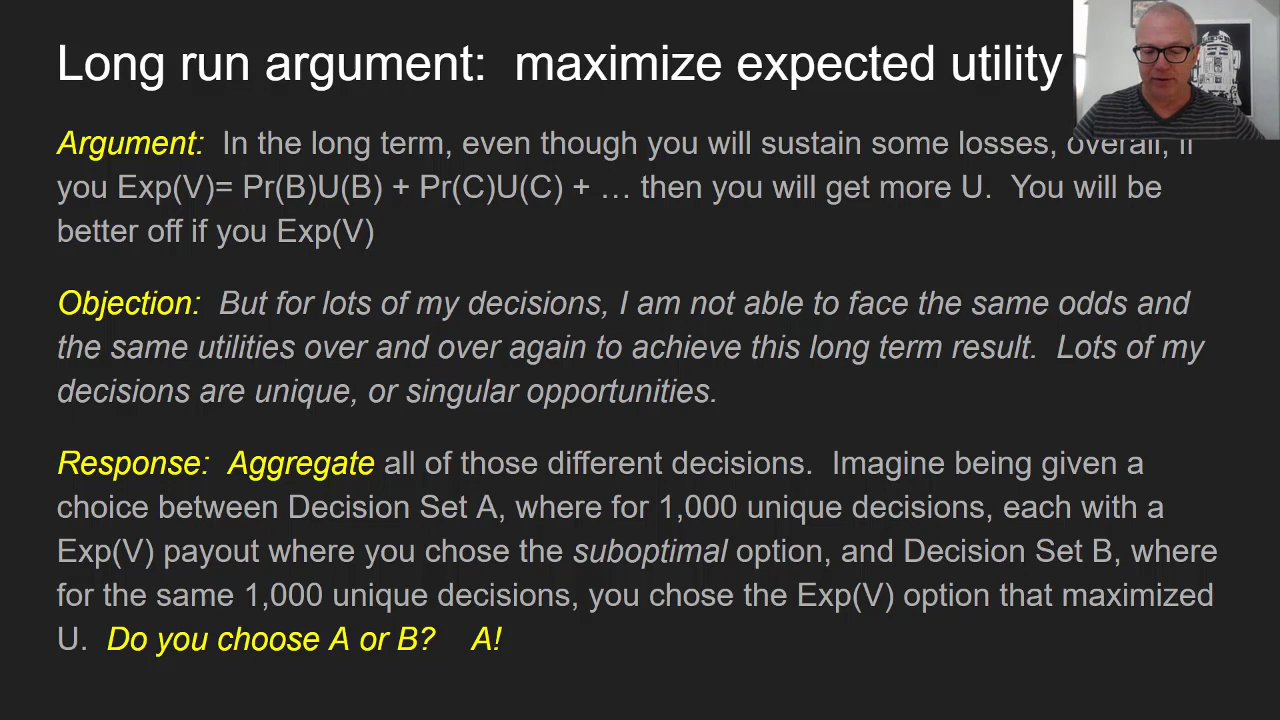 Long run argument:  maximize expected utility
Argument:  In the long term, even though you will sustain some losses, overall, if
you Exp(V)= Pr(B)U(B) + Pr(C)U(C) + … then you will get more U.  You will be
better off if you Exp(V)
Objection:  But for lots of my decisions, I am not able to face the same odds and
the same utilities over and over again to achieve this long term result.  Lots of my
decisions are unique, or singular opportunities.
Response:  Aggregate all of those different decisions.  Imagine being given a
choice between Decision Set A, where for 1,000 unique decisions, each with a
Exp(V) payout where you chose the suboptimal option, and Decision Set B, where
for the same 1,000 unique decisions, you chose the Exp(V) option that maximized
U.  Do you choose A or B?    A!